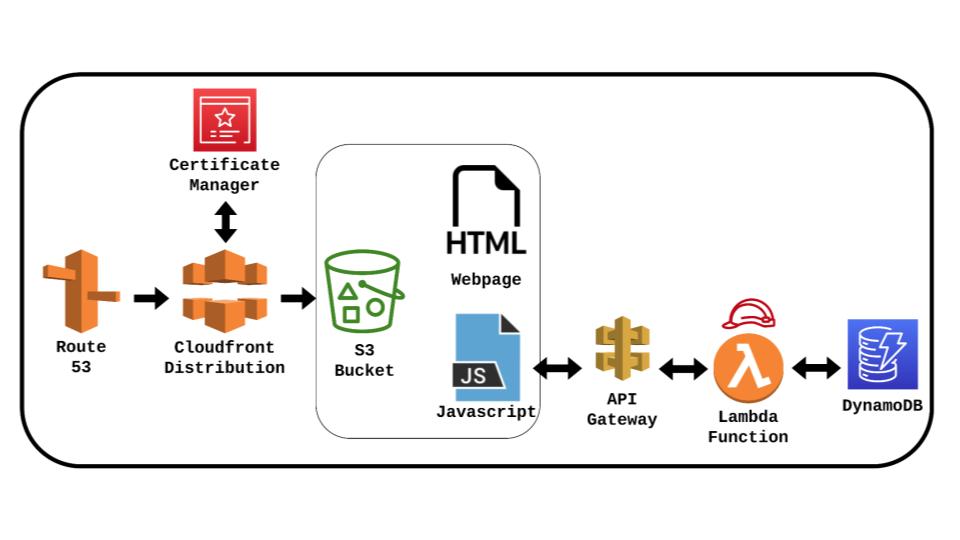 Certificate
Manager
HTML
Webpage
Route
53
Cloudfront
Distribution
S3
Bucket
JS
Javascript
API
Gateway
λ
Lambda
Function
DynamoDB